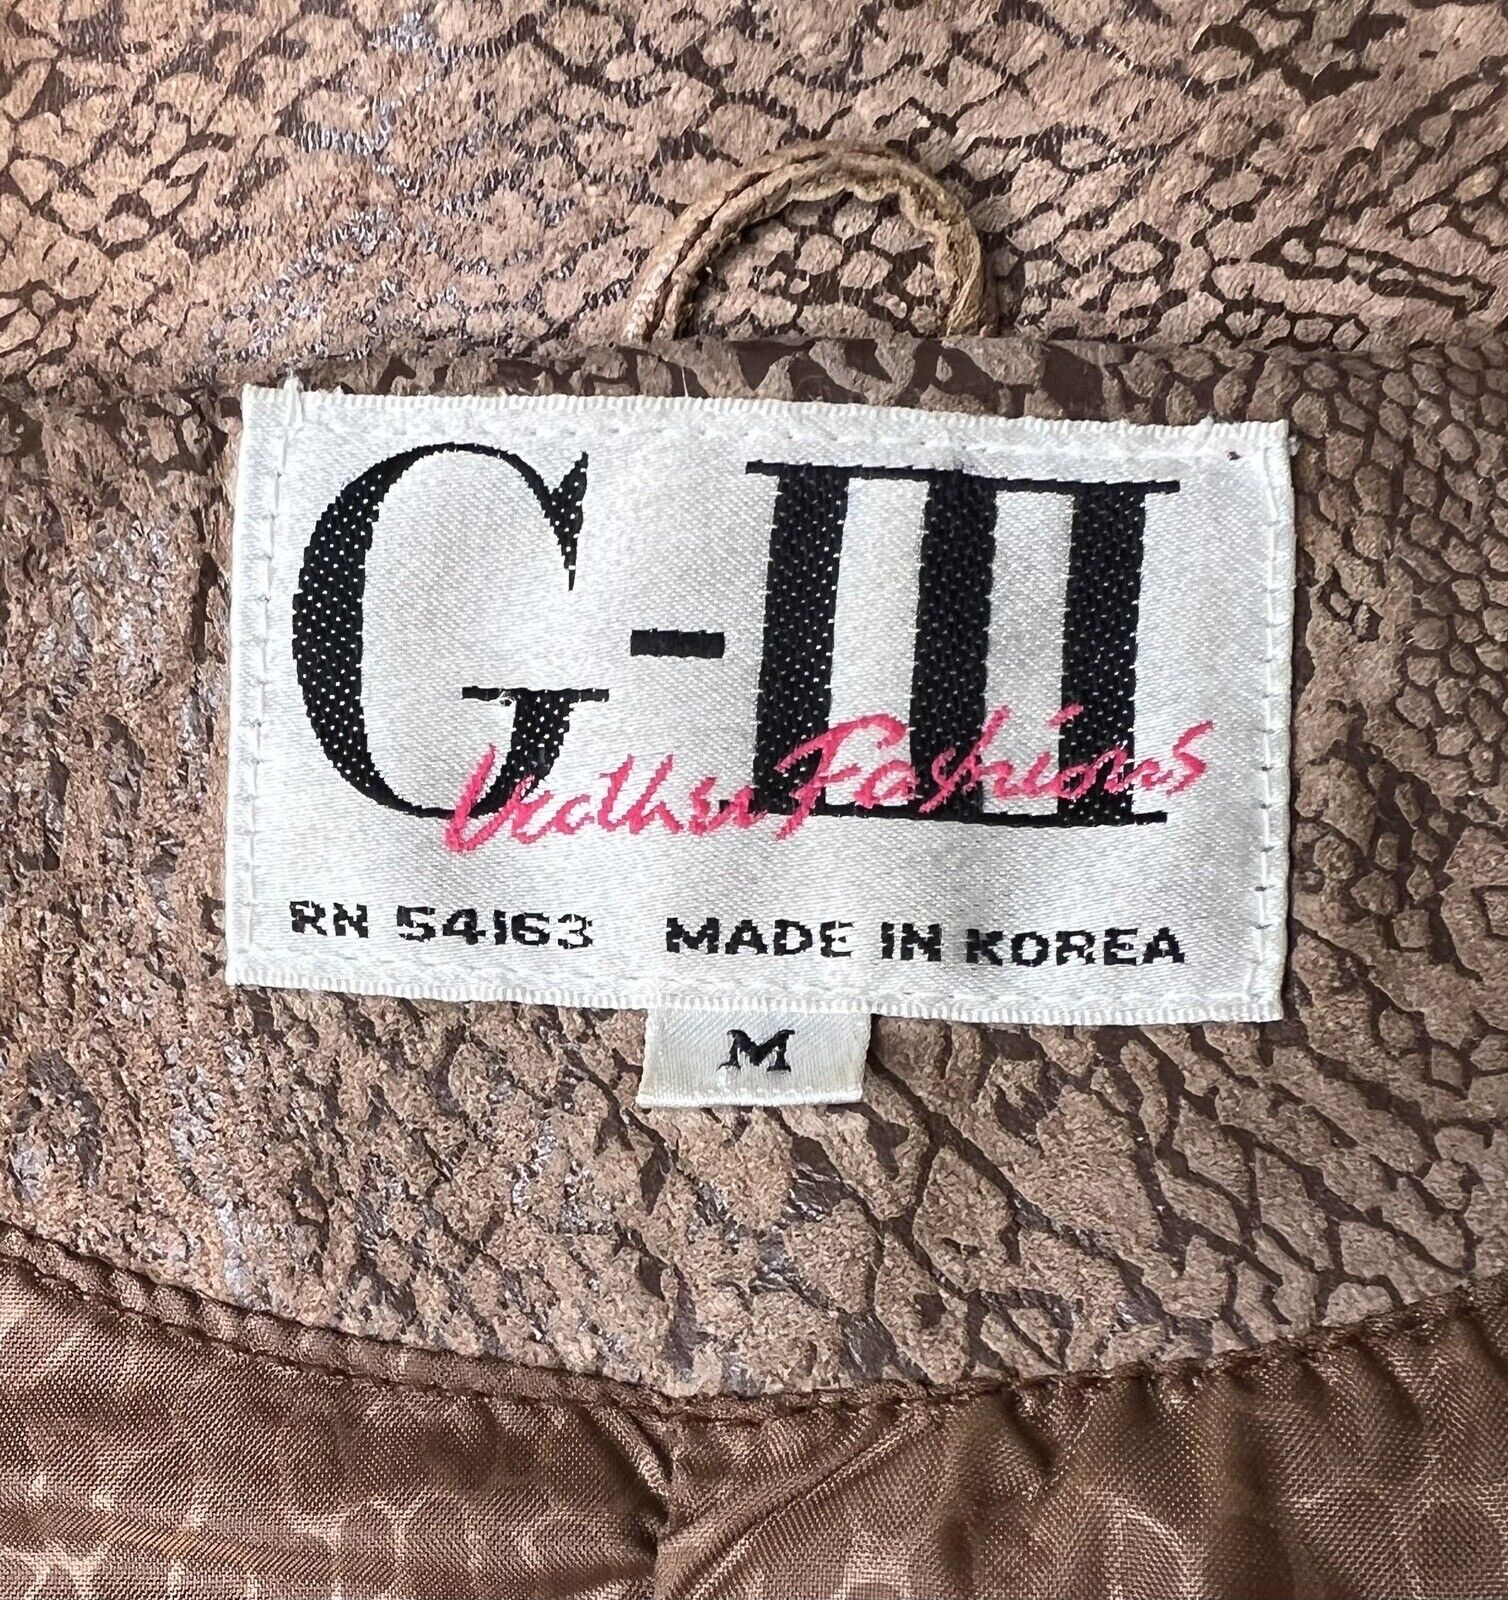 G-III
Leather Fashions
RN 54163 MADE IN KOREA
M